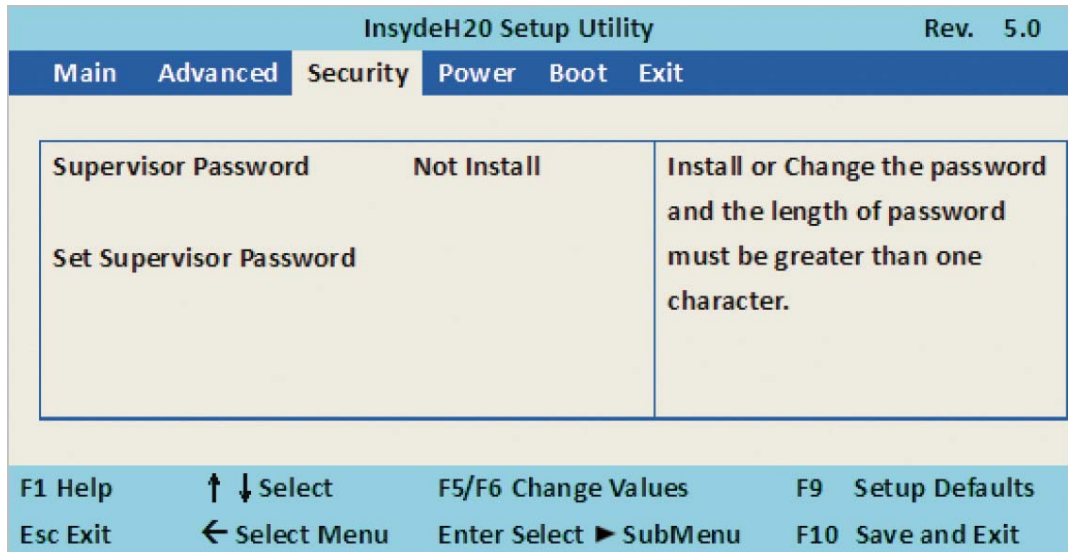 InsydeH20 Setup Utility Rev. 5.0
Main Advanced Security Power Boot Exit
Supervisor Password Not Install
Set Supervisor Password
Install or Change the password
and the length of password
must be greater than one
character.
F1 Help ↑ ↓ Select F5/F6 Change Values F9 Setup Defaults
Esc Exit ← Select Menu Enter Select ► SubMenu F10 Save and Exit